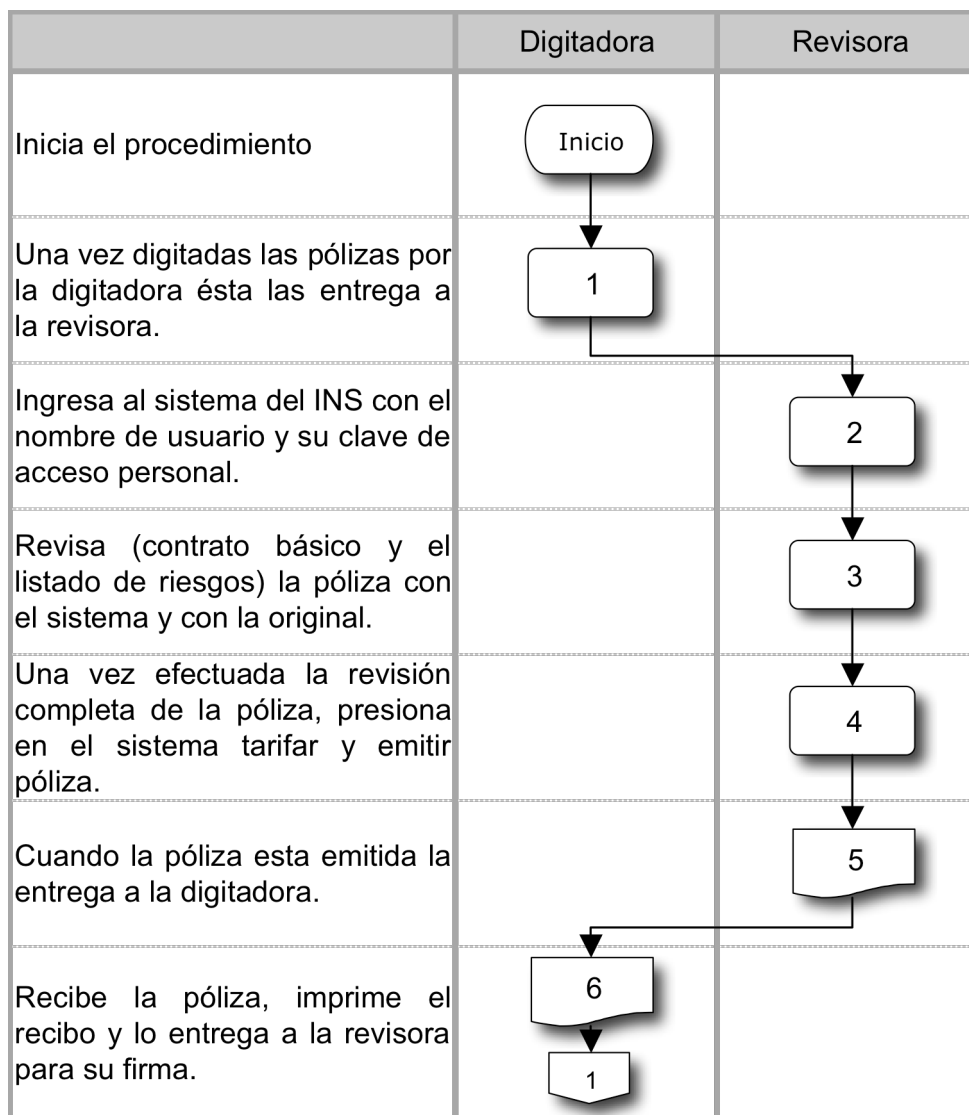 Digitadora
Revisora
Inicia el procedimiento
Inicio
Una vez digitadas las pólizas por
la digitadora ésta las entrega a
la revisora.
1
Ingresa al sistema del INS con el
nombre de usuario y su clave de
acceso personal.
2
Revisa (contrato básico y el
listado de riesgos) la póliza con
el sistema y con la original.
3
Una vez efectuada la revisión
completa de la póliza, presiona
en el sistema tarifar y emitir
póliza.
4
Cuando la póliza esta emitida la
entrega a la digitadora.
5
Recibe la póliza, imprime el
recibo y lo entrega a la revisora
para su firma.
6
1